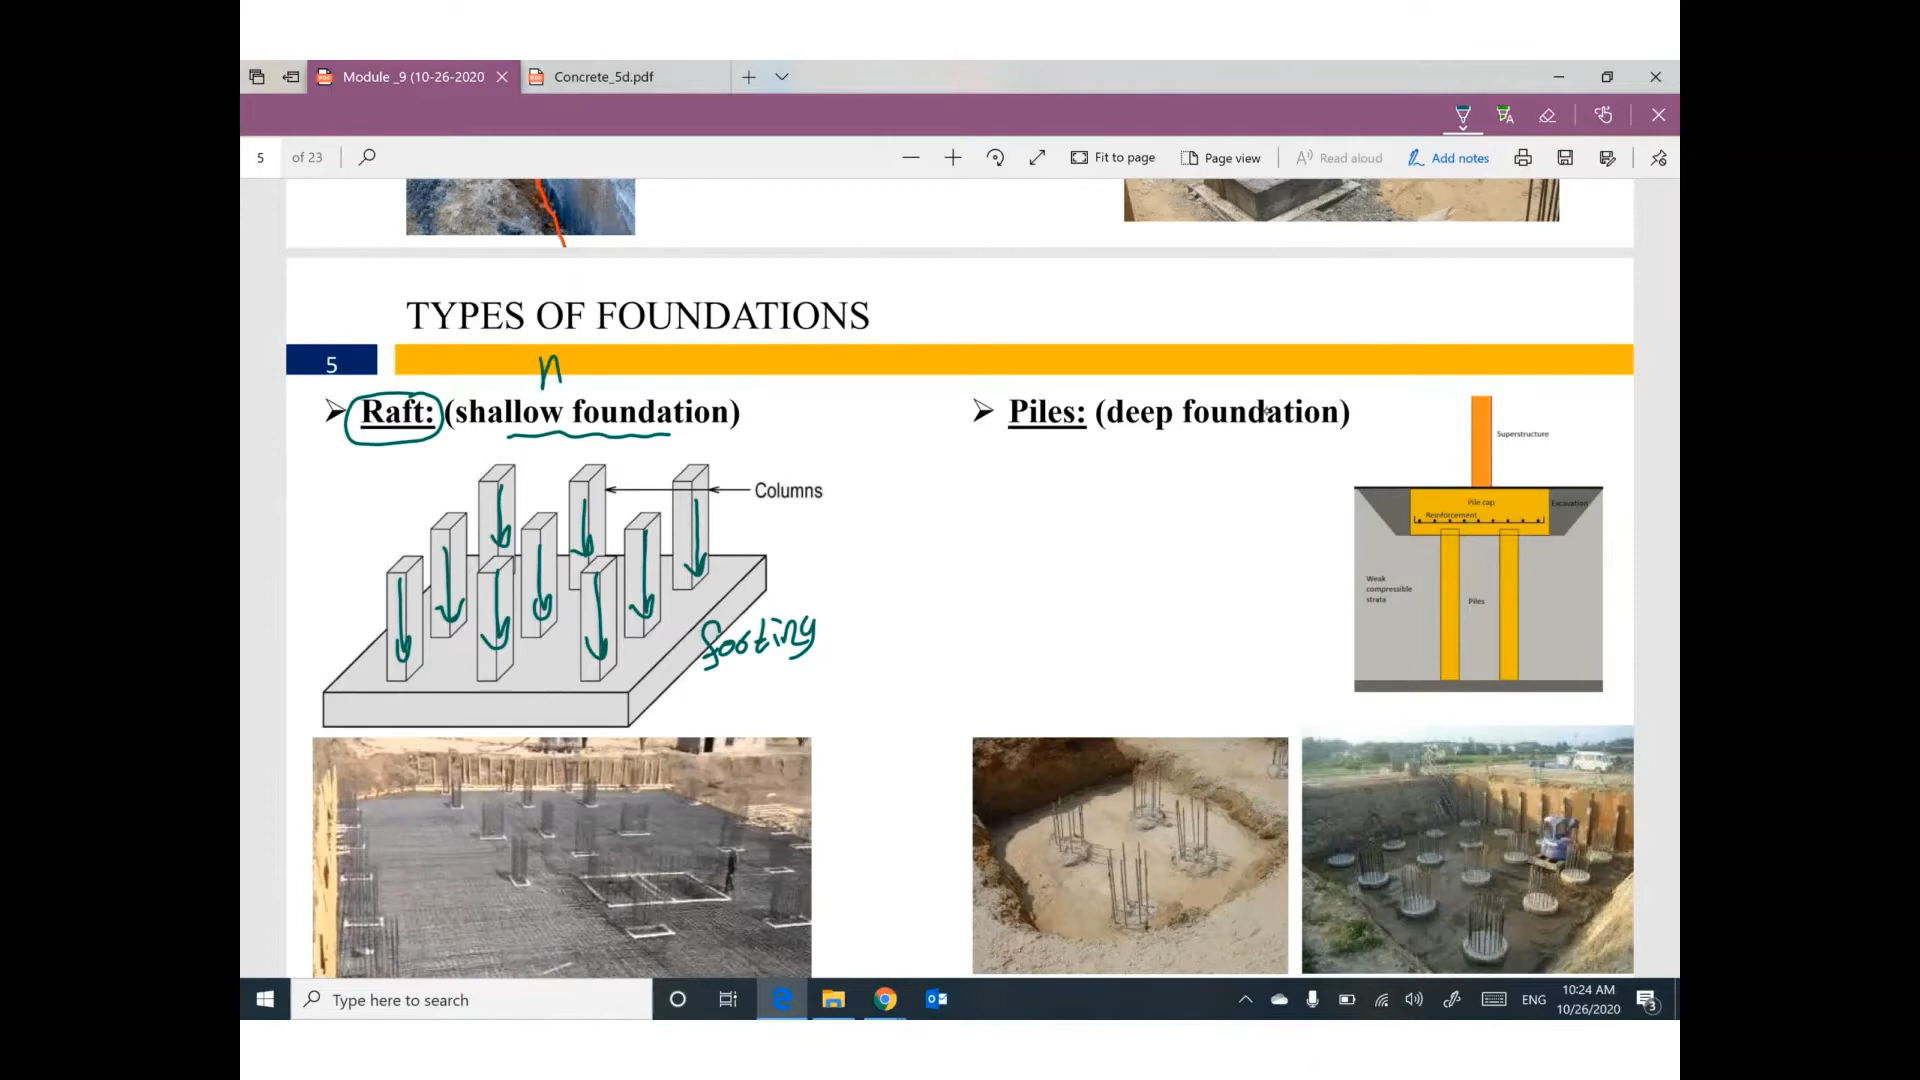 Module _9 (10-26-2020
Concrete_5d.pdf
5 of 23
Fit to page
Page view
Read aloud
Add notes
TYPES OF FOUNDATIONS
5
n
Raft: (shallow foundation)
Columns
footing
Piles: (deep foundation)
Superstructure
Pile cap
Excavation
Reinforcement
Weak
compressible
strata
Piles
Type here to search
ENG
10:24 AM
10/26/2020
3